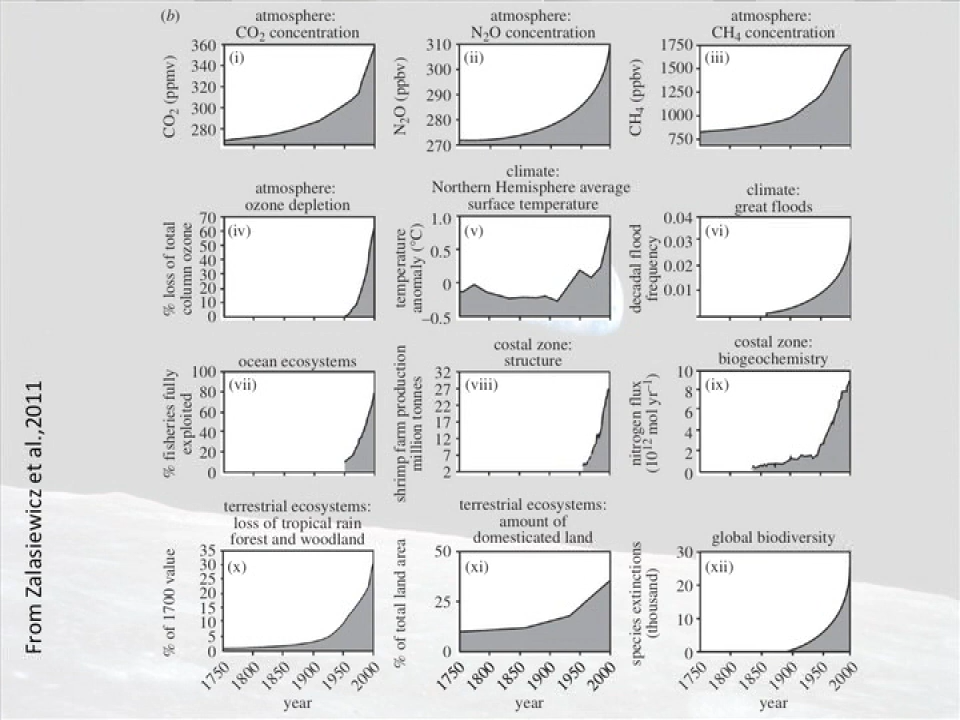 (b)
atmosphere:
CO2 concentration
360
340
320
300
280
CO2 (ppmv)
(i)
atmosphere:
N2O concentration
310
300
290
280
270
N2O (ppbv)
(ii)
atmosphere:
CH4 concentration
1750
1500
1250
1000
750
CH4 (ppbv)
(iii)
atmosphere:
ozone depletion
70
60
50
40
30
20
10
0
% loss of total
column ozone
(iv)
climate:
Northern Hemisphere average
surface temperature
1.0
0.5
0
–0.5
temperature
anomaly (°C)
(v)
climate:
great floods
0.04
0.03
0.02
0.01
decadal flood
frequency
(vi)
ocean ecosystems
100
80
60
40
20
0
% fisheries fully
exploited
(vii)
costal zone:
structure
32
27
22
17
12
7
2
shrimp farm production
million tonnes
(viii)
costal zone:
biogeochemistry
10
8
6
4
2
0
nitrogen flux
(10^12 mol yr^–1)
(ix)
terrestrial ecosystems:
loss of tropical rain
forest and woodland
35
30
25
20
15
10
5
0
% of 1700 value
(x)
1750 1800 1850 1900 1950 2000
year
terrestrial ecosystems:
amount of
domesticated land
50
25
0
% of total land area
(xi)
1750 1800 1850 1900 1950 2000
year
global biodiversity
30
20
10
0
species extinctions
(thousand)
(xii)
1750 1800 1850 1900 1950 2000
year
From Zalasiewicz et al.,2011